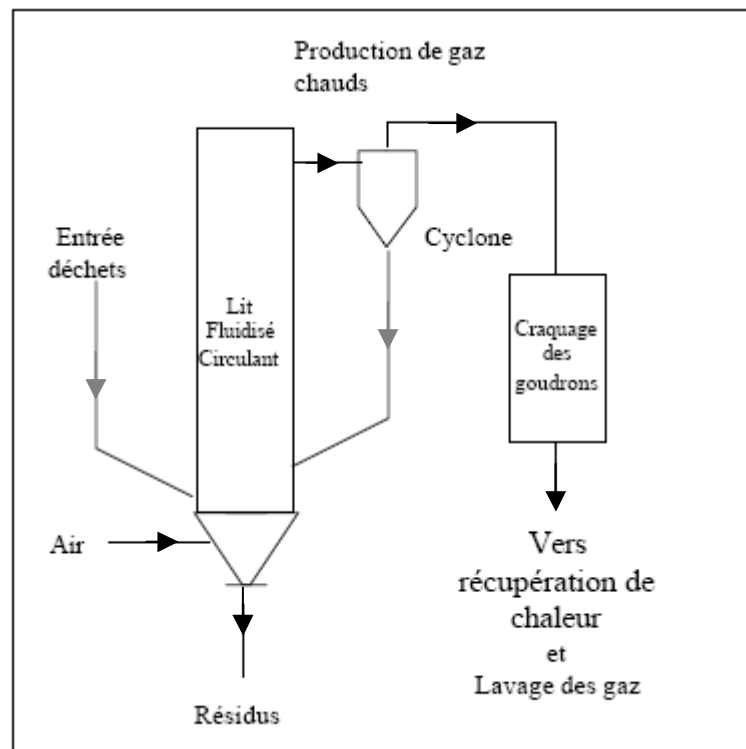 Production de gaz
chauds
Entrée
déchets
Cyclone
Lit
Fluidisé
Circulant
Craquage
des
goudrons
Air
Vers
récupération de
chaleur
et
Lavage des gaz
Résidus